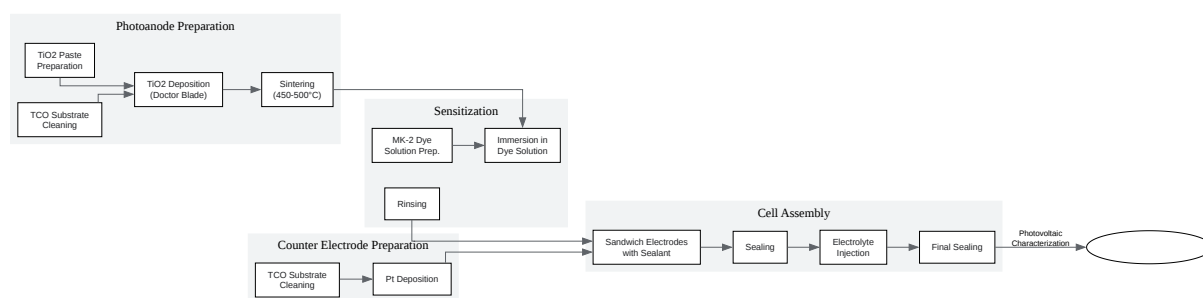 Photoanode Preparation
TiO2 Paste
Preparation
TCO Substrate
Cleaning
TiO2 Deposition
(Doctor Blade)
Sintering
(450-500°C)
Sensitization
MK-2 Dye
Solution Prep.
Immersion in
Dye Solution
Rinsing
Counter Electrode Preparation
TCO Substrate
Cleaning
Pt Deposition
Cell Assembly
Sandwich Electrodes
with Sealant
Sealing
Electrolyte
Injection
Final Sealing
Photovoltaic
Characterization